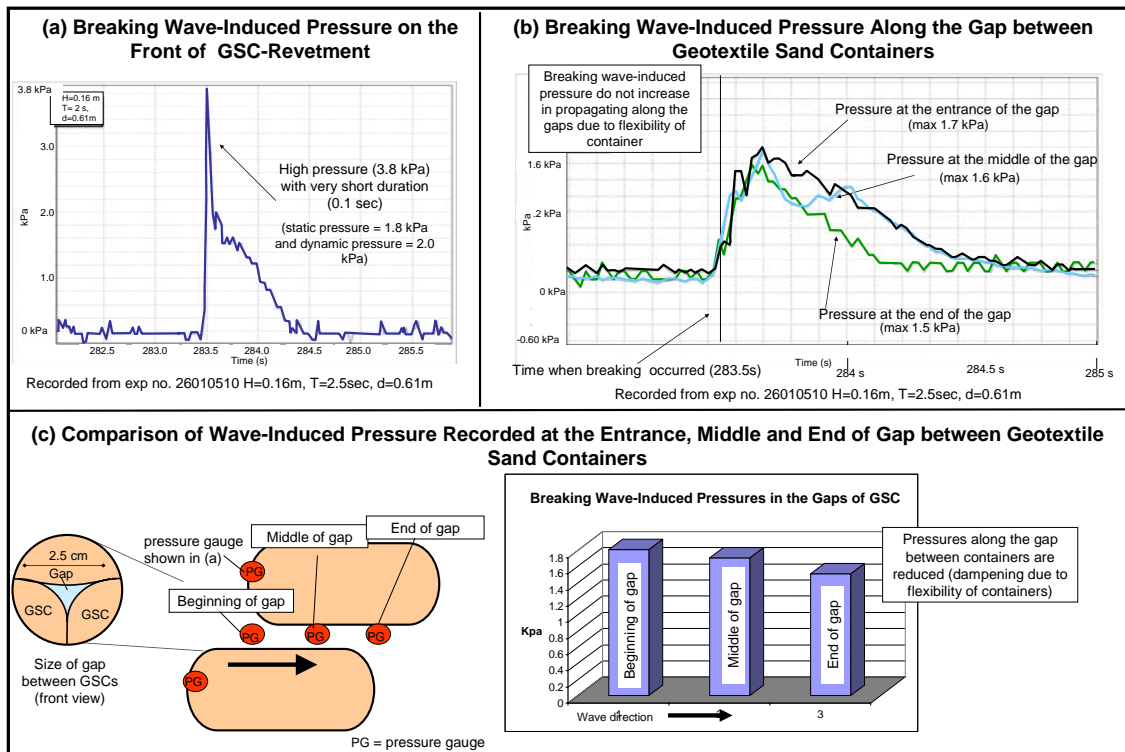 (a) Breaking Wave-Induced Pressure on the
Front of GSC-Revetment
3.8 kPa
H=0.16 m
T= 2 s,
d=0.61m
3.0
kPa
2.0
1.0
0 kPa
High pressure (3.8 kPa)
with very short duration
(0.1 sec)
(static pressure = 1.8 kPa
and dynamic pressure = 2.0
kPa)
282.5 283.0 283.5 284.0 284.5 285.0 285.5
Time (s)
Recorded from exp no. 26010510 H=0.16m, T=2.5sec, d=0.61m
(b) Breaking Wave-Induced Pressure Along the Gap between
Geotextile Sand Containers
Breaking wave-induced
pressure do not increase
in propagating along the
gaps due to flexibility of
container
Pressure at the entrance of the gap
(max 1.7 kPa)
Pressure at the middle of the gap
(max 1.6 kPa)
1.6 kPa
.2 kPa
kPa
0 kPa
-0.60 kPa
Pressure at the end of the gap
(max 1.5 kPa)
Time when breaking occurred (283.5s)
Time (s)
284 s
284.5 s
285 s
Recorded from exp no. 26010510 H=0.16m, T=2.5sec, d=0.61m
(c) Comparison of Wave-Induced Pressure Recorded at the Entrance, Middle and End of Gap between Geotextile
Sand Containers
2.5 cm
Gap
GSC
GSC
Size of gap
between GSCs
(front view)
pressure gauge
shown in (a)
Middle of gap
End of gap
Beginning of gap
PG
PG
PG
PG
PG
PG = pressure gauge
Breaking Wave-Induced Pressures in the Gaps of GSC
1.8
1.6
1.4
1.2
1
0.8
0.6
0.4
0.2
0
Kpa
Beginning of gap
Middle of gap
End of gap
1 2 3
Wave direction
Pressures along the gap
between containers are
reduced (dampening due to
flexibility of containers)